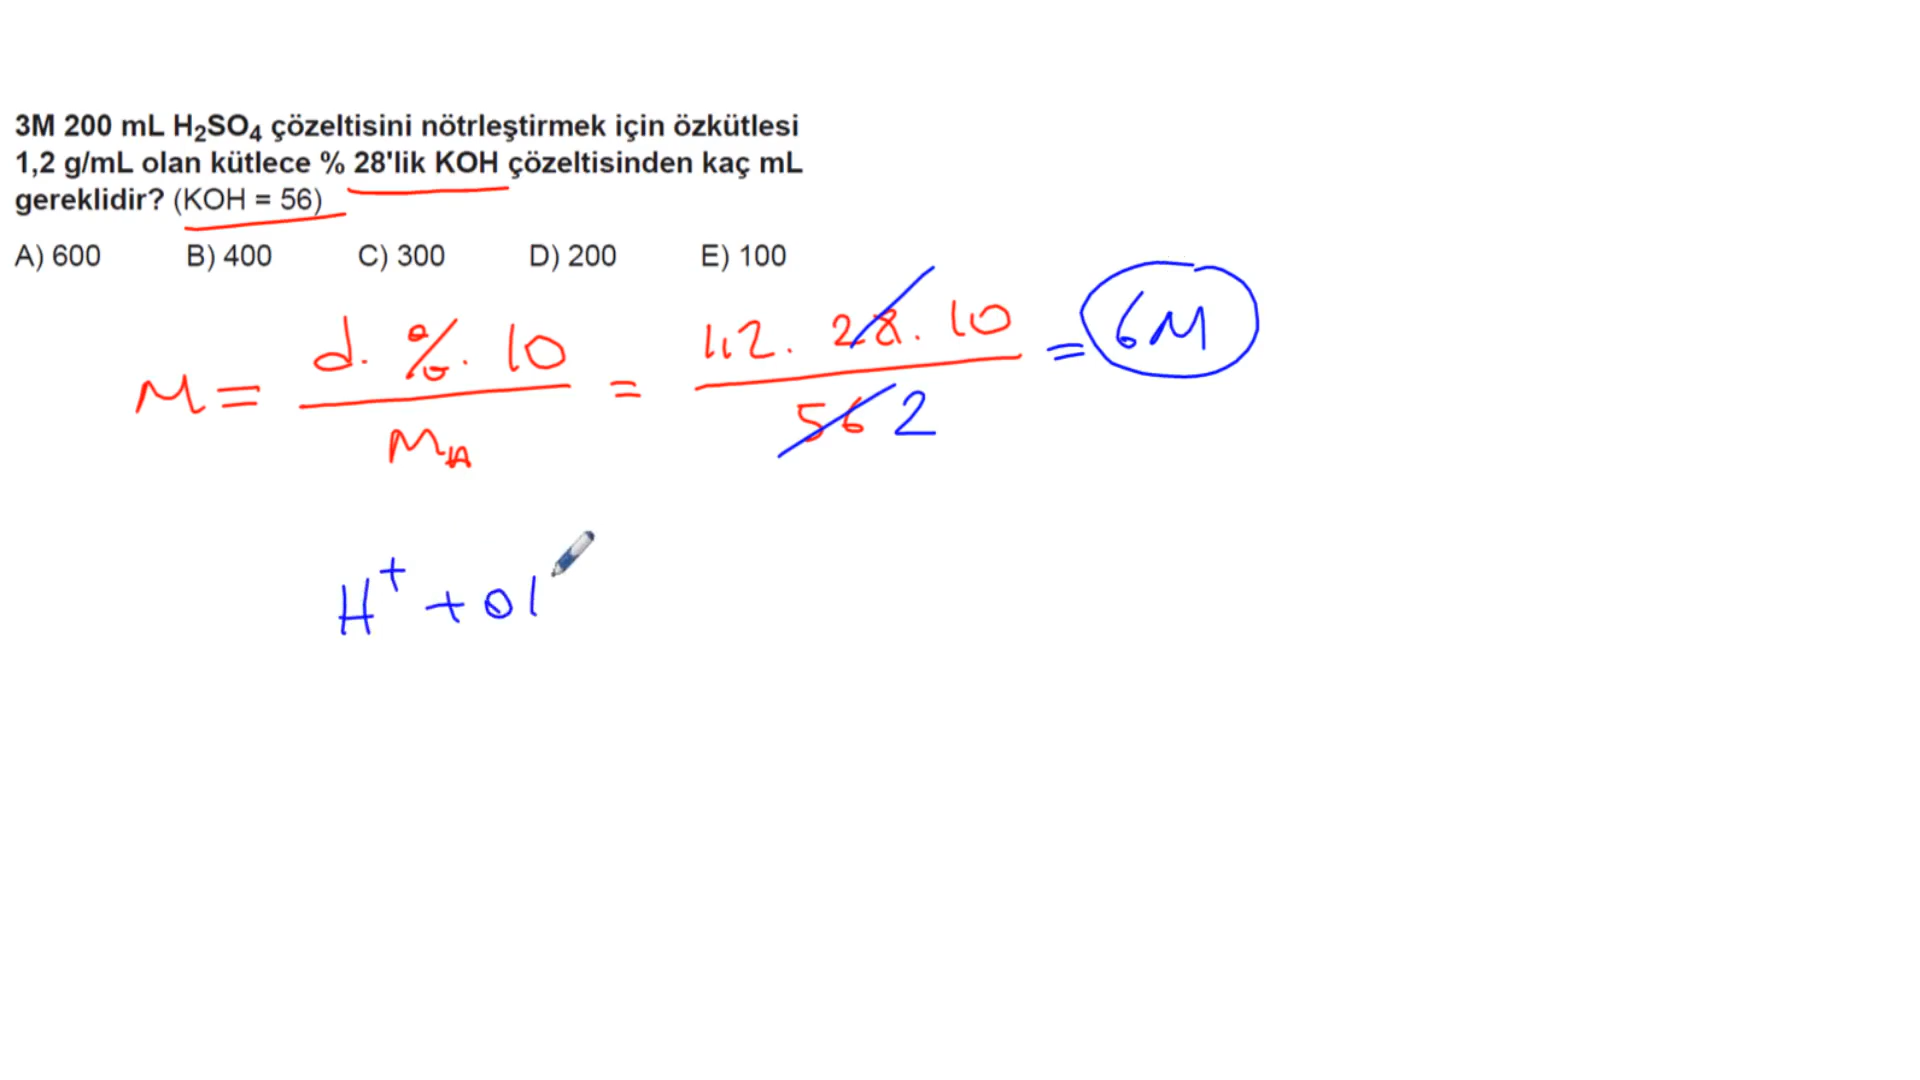 3M 200 mL H₂SO₄ çözeltisini nötrleştirmek için özkütlesi
1,2 g/mL olan kütlece % 28'lik KOH çözeltisinden kaç mL
gereklidir? (KOH = 56)
A) 600 B) 400 C) 300 D) 200 E) 100
M = d. %. 10 / MA = 1,2. 28. 10 / 56 2 = 6M
H⁺ + OI